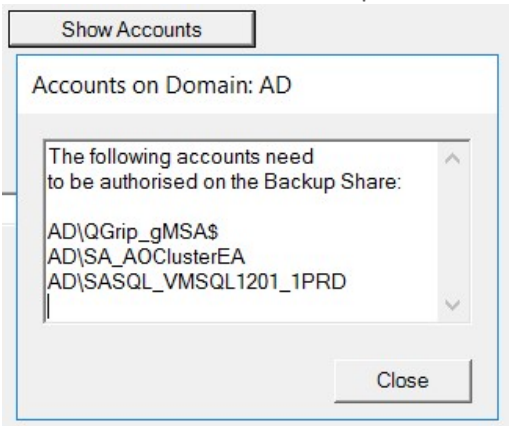 Show Accounts
Accounts on Domain: AD
The following accounts need
to be authorised on the Backup Share:
AD\QGrip_gMSA$
AD\SA_AOClusterEA
AD\SASQL_VMSQL1201_1PRD
Close